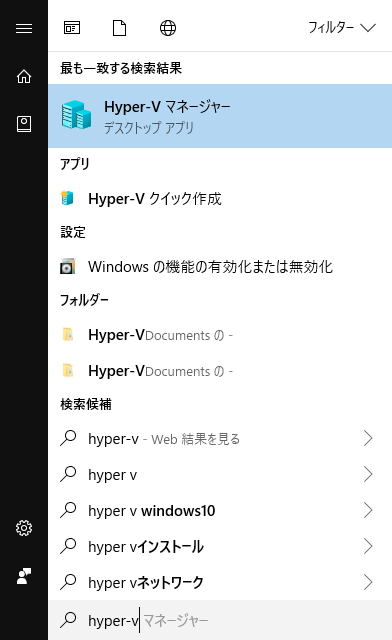 フィルター
最も一致する検索結果
Hyper-V マネージャー
デスクトップ アプリ
アプリ
Hyper-V クイック作成
設定
Windows の機能の有効化または無効化
フォルダー
Hyper-VDocuments の -
Hyper-VDocuments の -
検索候補
hyper-v - Web 結果を見る
hyper v
hyper v windows10
hyper vインストール
hyper vネットワーク
hyper-v マネージャー